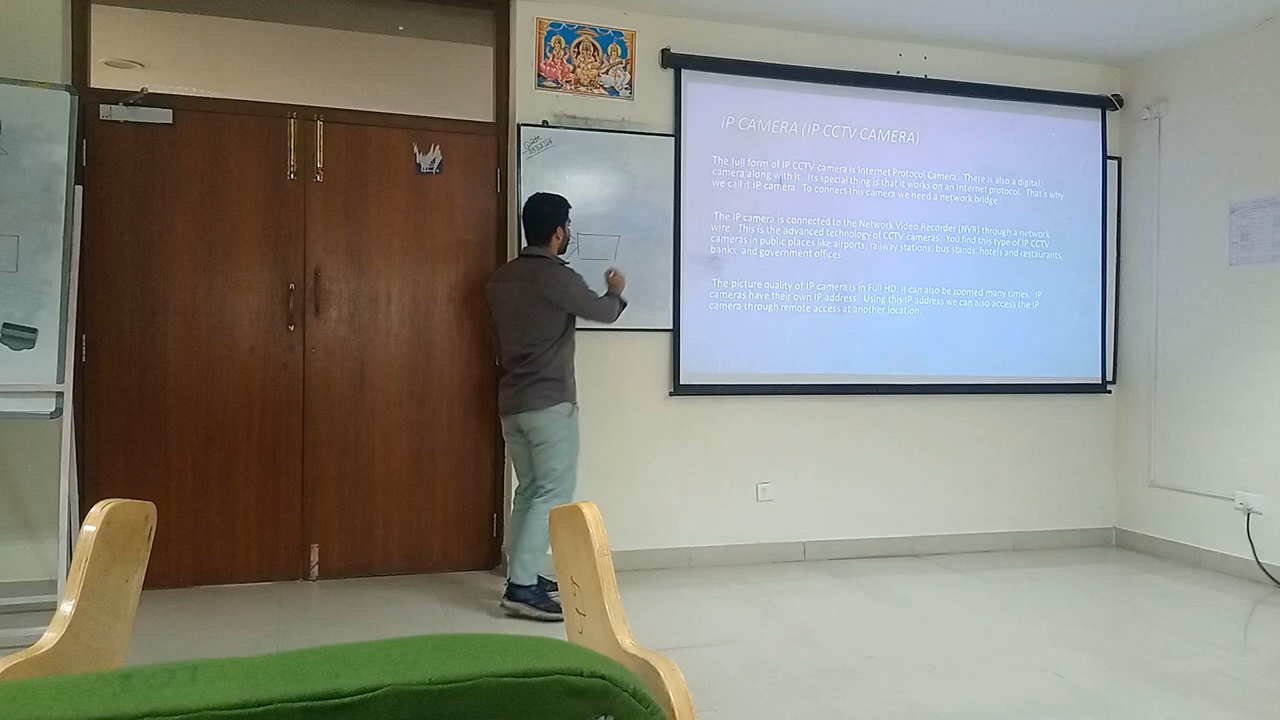 IP CAMERA (IP CCTV CAMERA)
The full form of IP CCTV camera is Internet Protocol Camera. There is also a digital
camera along with it. Its special thing is that it works on an internet protocol. That's why
we call it IP camera. To connect this camera we need a network bridge.
The IP camera is connected to the Network Video Recorder (NVR) through a network
wire. This is the advanced technology of CCTV cameras. You find this type of IP CCTV
cameras in public places like airports, railway stations, bus stands, hotels and restaurants,
banks, and government offices.
The picture quality of IP camera is in Full HD, it can also be zoomed many times. IP
cameras have their own IP address. Using this IP address we can also access the IP
camera through remote access at another location.